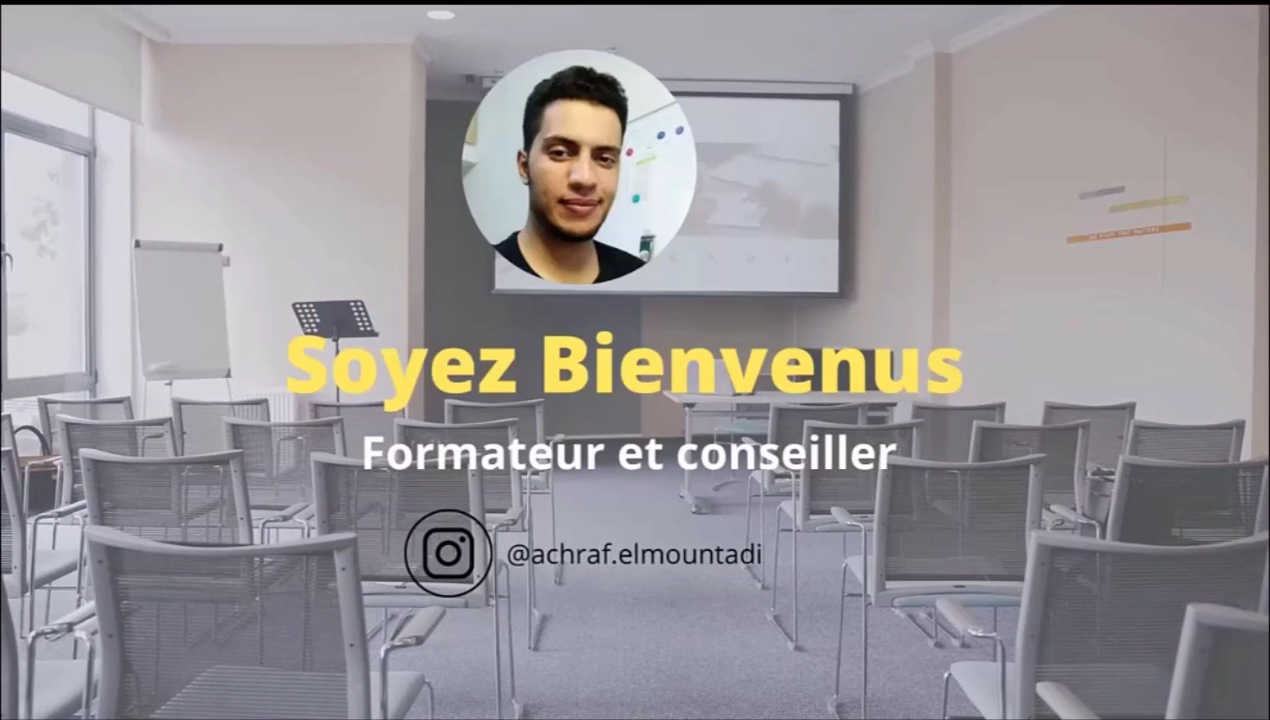 Soyez Bienvenus
Formateur et conseiller
@achraf.elmountadi